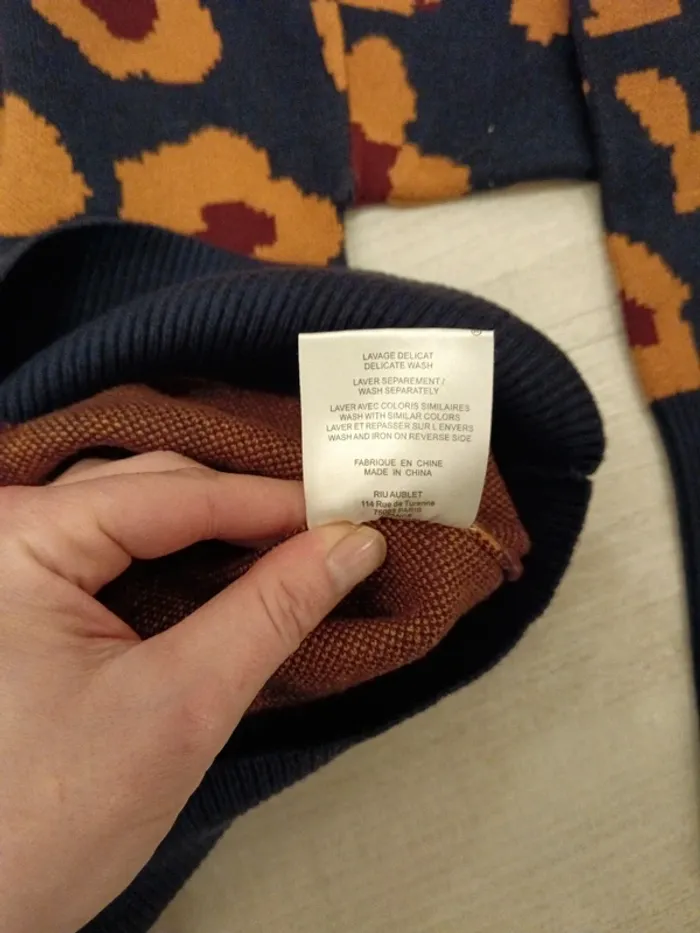 LAVAGE DELICAT
DELICATE WASH
LAVER SEPAREMENT /
WASH SEPARATELY
LAVER AVEC COLORIS SIMILAIRES
WASH WITH SIMILAR COLORS
LAVER ET REPASSER SUR L ENVERS
WASH AND IRON ON REVERSE SIDE
FABRIQUE EN CHINE
MADE IN CHINA
RIU AUBLET
114 Rue de Turenne
PARIS